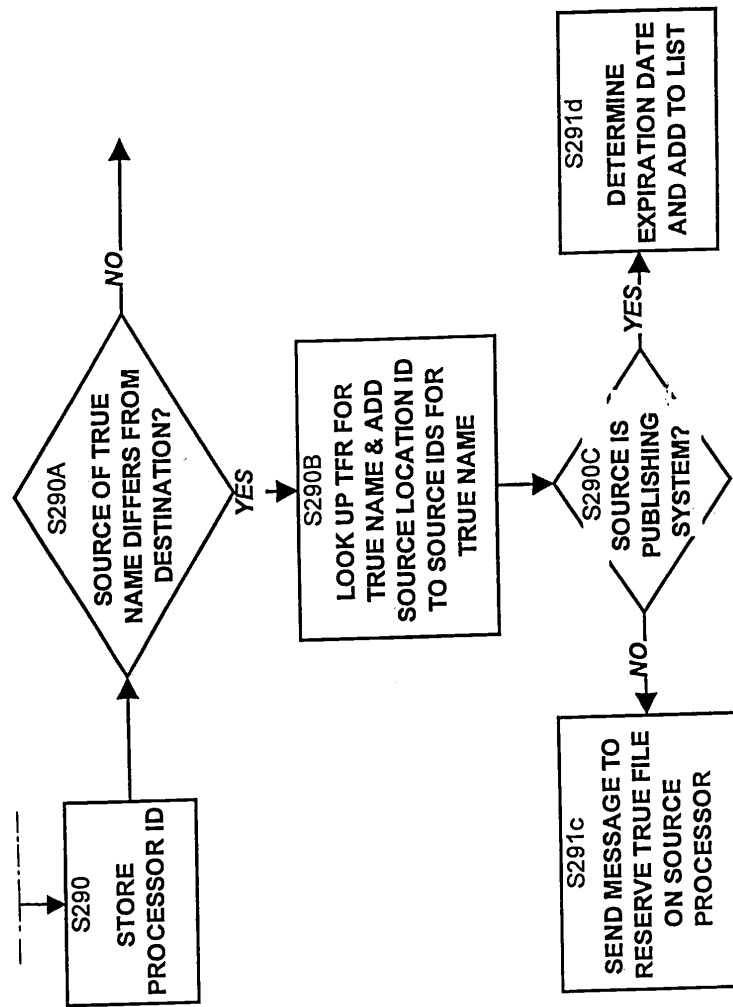 S290
STORE
PROCESSOR ID
S290A
SOURCE OF TRUE
NAME DIFFERS FROM
DESTINATION?
NO
YES
S290B
LOOK UP TFR FOR
TRUE NAME & ADD
SOURCE LOCATION ID
TO SOURCE IDS FOR
TRUE NAME
S290C
SOURCE IS
PUBLISHING
SYSTEM?
NO
YES
S291c
SEND MESSAGE TO
RESERVE TRUE FILE
ON SOURCE
PROCESSOR
S291d
DETERMINE
EXPIRATION DATE
AND ADD TO LIST